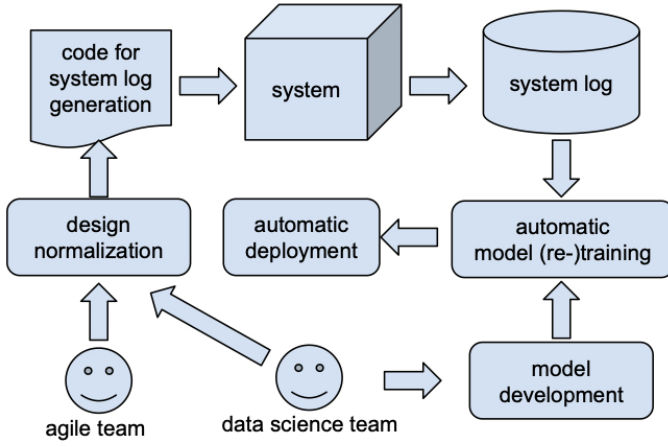 code for
system log
generation
system
system log
design
normalization
automatic
deployment
automatic
model (re-)training
model
development
agile team
data science team